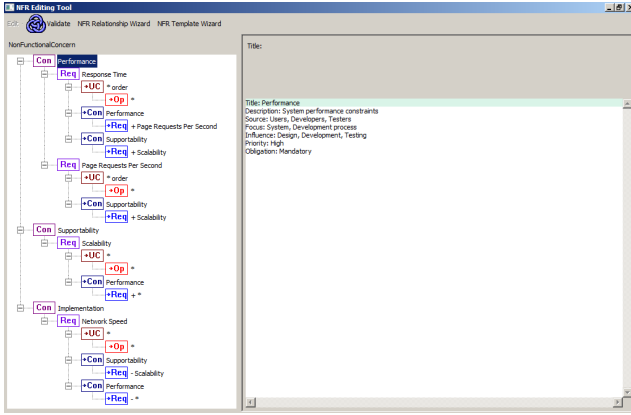 NFR Editing Tool
Edit Validate NFR Relationship Wizard NFR Template Wizard
NonFunctionalConcern
Con Performance
Req Response Time
+UC * order
+Op *
+Con Performance
+Req + Page Requests Per Second
+Con Supportability
+Req + Scalability
Req Page Requests Per Second
+UC * order
+Op *
+Con Supportability
+Req + Scalability
Con Supportability
Req Scalability
+UC *
+Op *
+Con Performance
+Req + *
Con Implementation
Req Network Speed
+UC *
+Op *
+Con Supportability
+Req - Scalability
+Con Performance
+Req - *
Title:
Title: Performance
Description: System performance constraints
Source: Users, Developers, Testers
Focus: System, Development process
Influence: Design, Development, Testing
Priority: High
Obligation: Mandatory